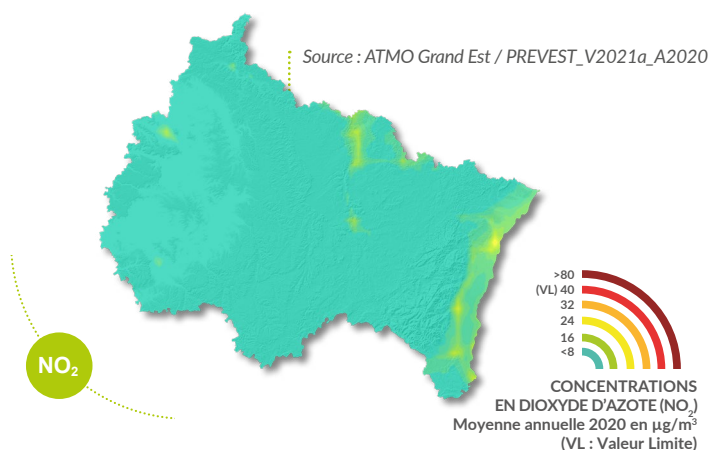 Source : ATMO Grand Est / PREVEST_V2021a_A2020
>80
(VL) 40
32
24
16
<8
NO₂
CONCENTRATIONS
EN DIOXYDE D'AZOTE (NO₂)
Moyenne annuelle 2020 en µg/m³
(VL : Valeur Limite)